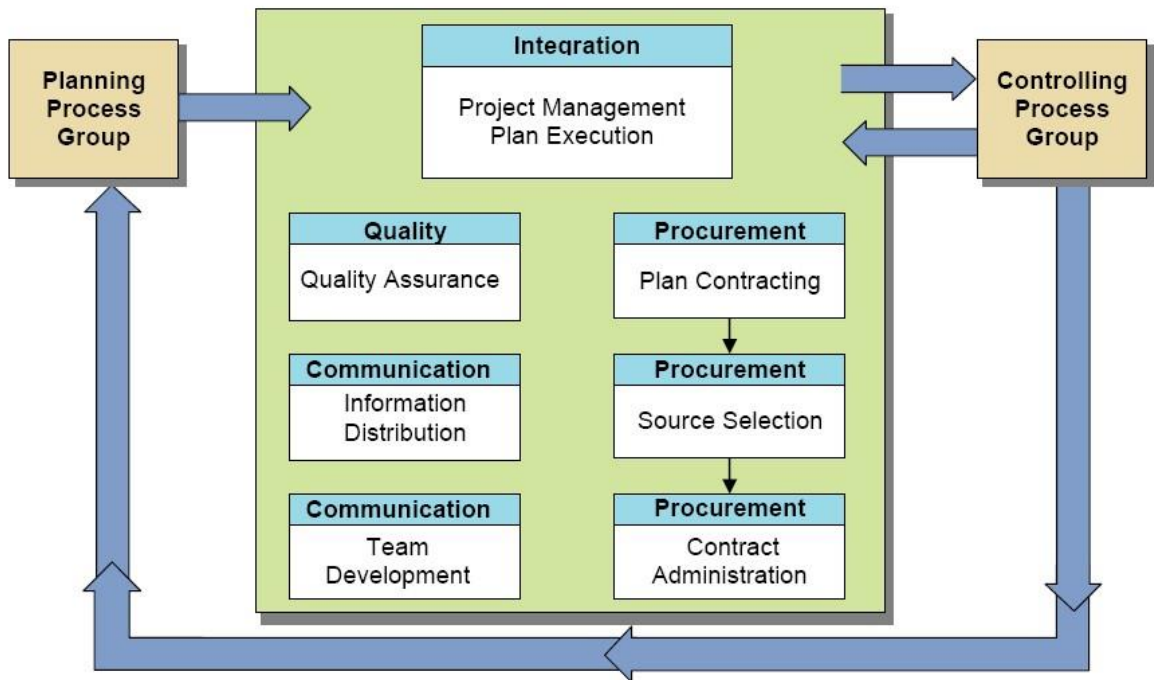 Planning
Process
Group
Integration
Project Management
Plan Execution
Controlling
Process
Group
Quality
Quality Assurance
Procurement
Plan Contracting
Communication
Information
Distribution
Procurement
Source Selection
Communication
Team
Development
Procurement
Contract
Administration